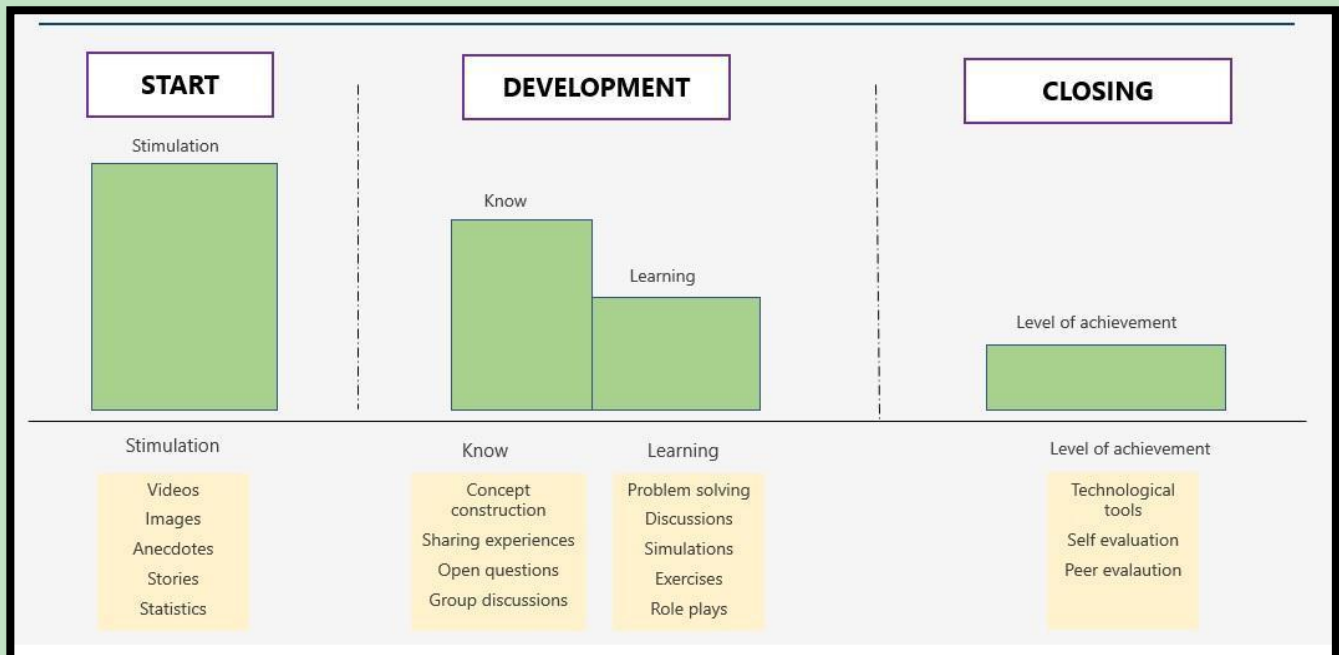 START
DEVELOPMENT
CLOSING
Stimulation
Know
Learning
Level of achievement
Stimulation
Videos
Images
Anecdotes
Stories
Statistics
Know
Concept
construction
Sharing experiences
Open questions
Group discussions
Learning
Problem solving
Discussions
Simulations
Exercises
Role plays
Level of achievement
Technological
tools
Self evaluation
Peer evalaution